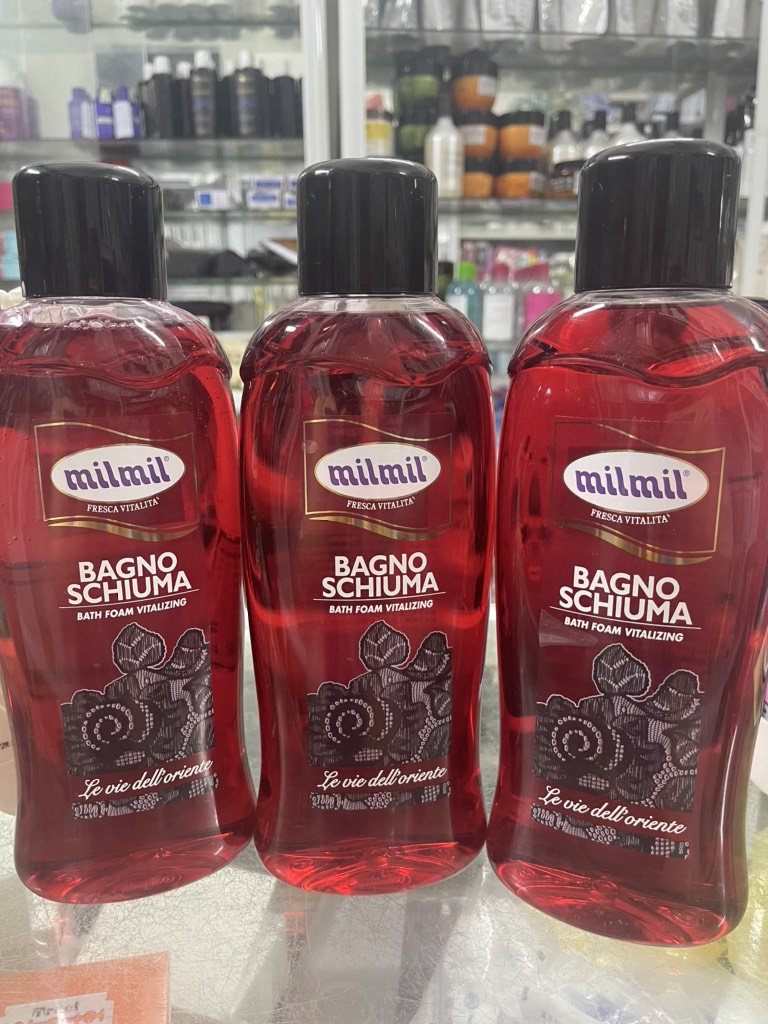 milmil®
FRESCA VITALITA'
BAGNO
SCHIUMA
BATH FOAM VITALIZING
Le vie dell'oriente
milmil®
FRESCA VITALITA'
BAGNO
SCHIUMA
BATH FOAM VITALIZING
Le vie dell'oriente
milmil®
FRESCA VITALITA'
BAGNO
SCHIUMA
BATH FOAM VITALIZING
Le vie dell'oriente